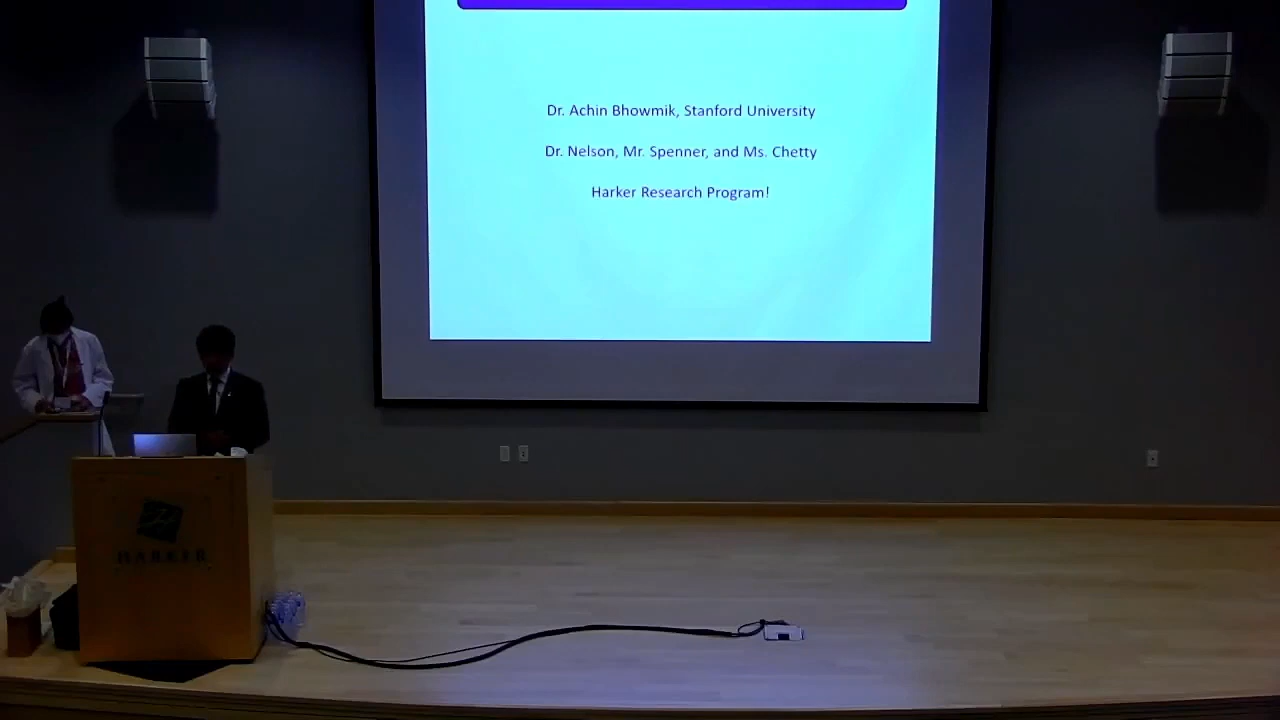 Dr. Achin Bhowmik, Stanford University
Dr. Nelson, Mr. Spenner, and Ms. Chetty
Harker Research Program!
HARKER